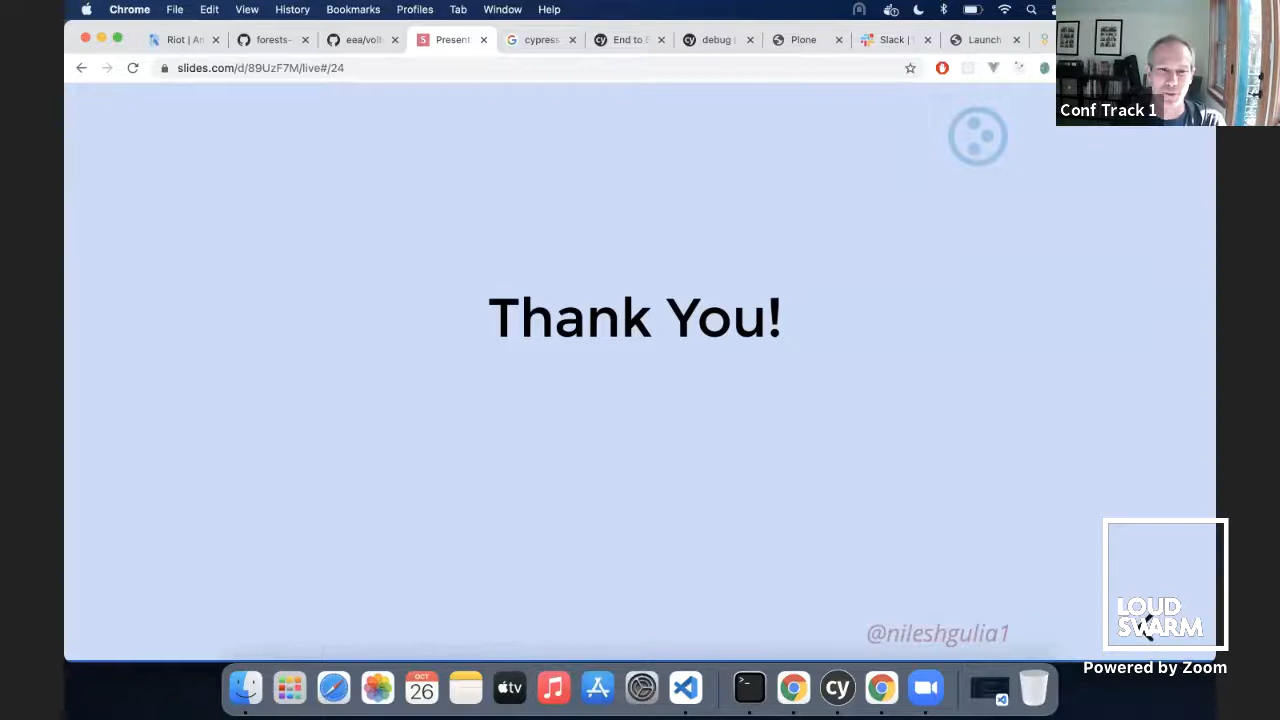 Chrome File Edit View History Bookmarks Profiles Tab Window Help
Riot | An forests- eea/volt Present cypress End to E debug Plone Slack | Launch
slides.com/d/89UzF7M/live#/24
Conf Track 1
Thank You!
@nileshgulia1
LOUD
SWARM
Powered by Zoom
OCT
26
tv
cy